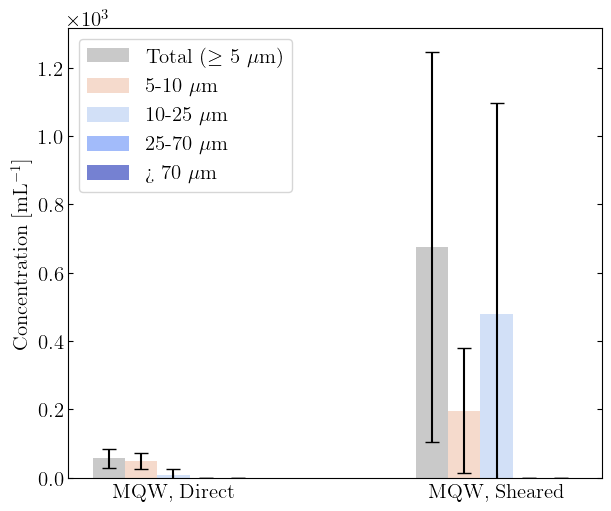 ×10³
Total (≥ 5 μm)
5-10 μm
10-25 μm
25-70 μm
> 70 μm
Concentration [mL⁻¹]
1.2
1.0
0.8
0.6
0.4
0.2
0.0
MQW, Direct
MQW, Sheared